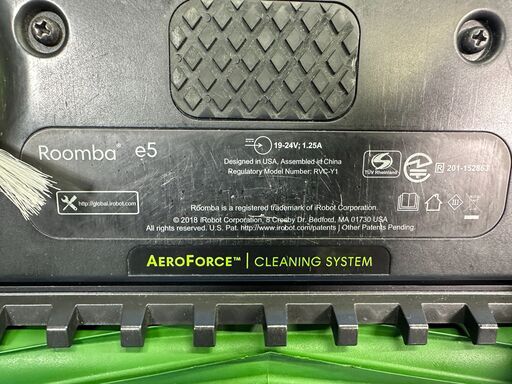 Roomba® e5
19-24V; 1.25A
Designed in USA, Assembled in China
Regulatory Model Number: RVC-Y1
TÜV Rheinland
R 201-152863
http://global.irobot.com
Roomba is a registered trademark of iRobot Corporation.
© 2018 iRobot Corporation, 8 Crosby Dr. Bedford, MA 01730 USA
All rights reserved. U.S. Pat. http://www.irobot.com/patents | Other Patents Pending.
AEROFORCE™ | CLEANING SYSTEM